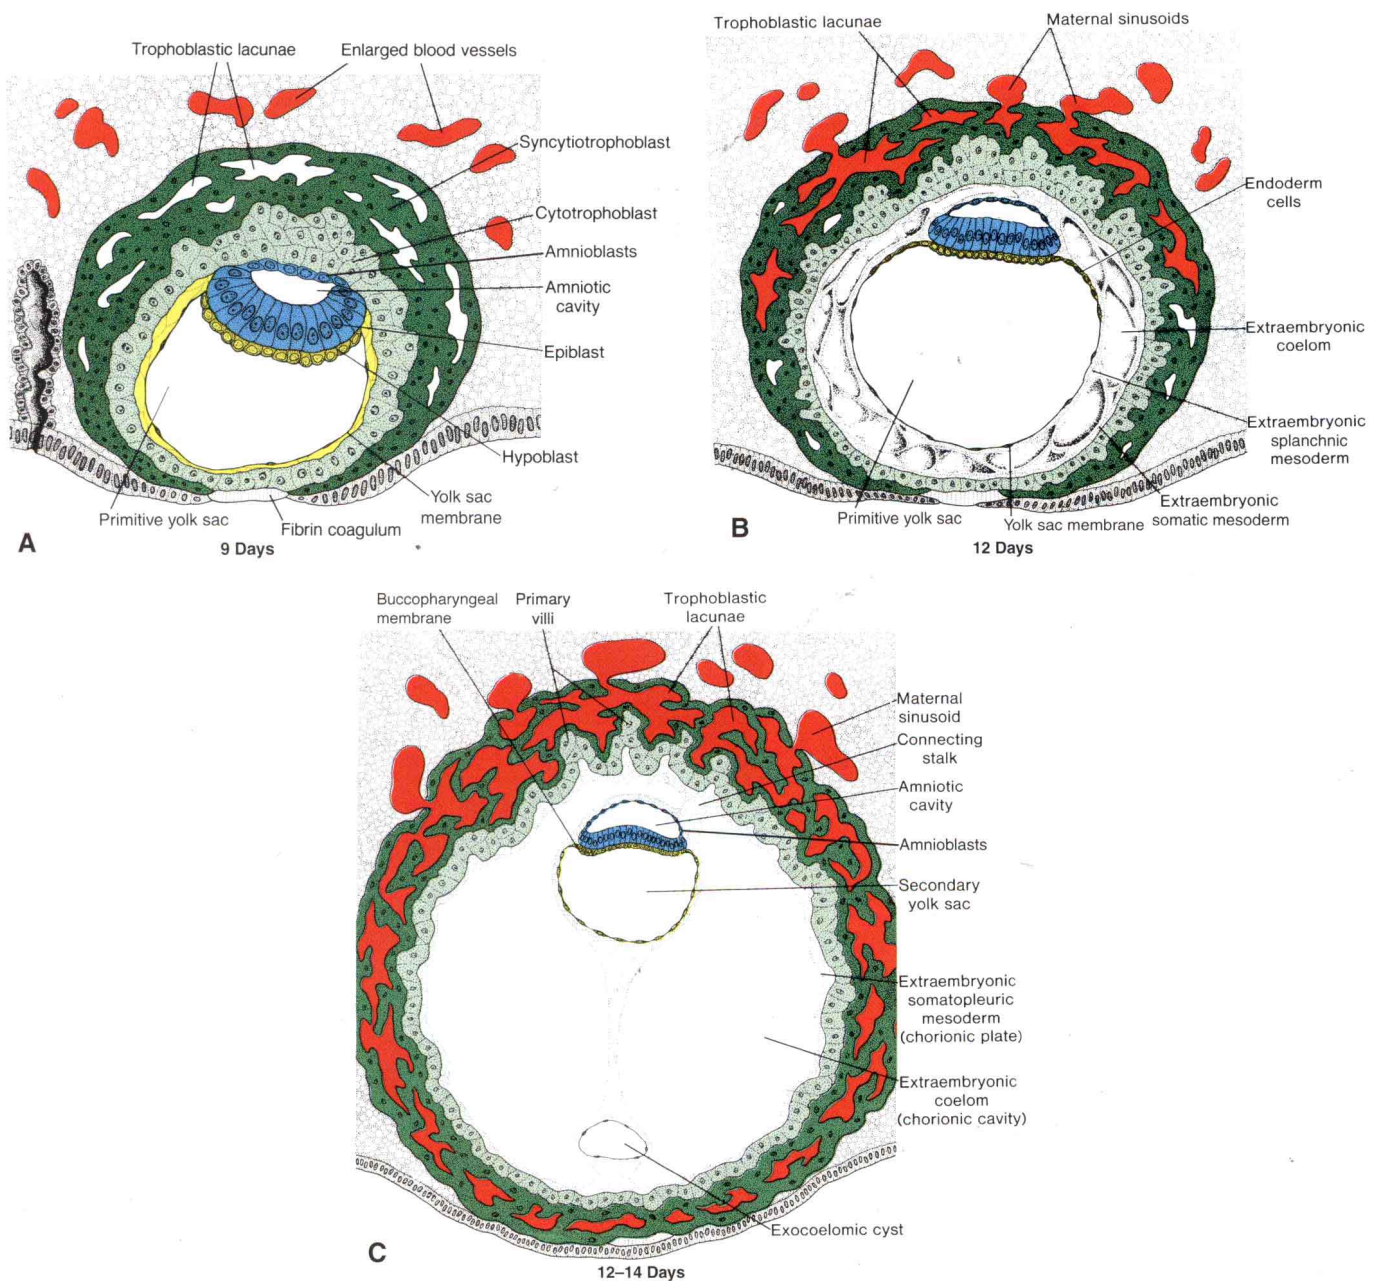 Trophoblastic lacunae
Enlarged blood vessels
Syncytiotrophoblast
Cytotrophoblast
Amnioblasts
Amniotic
cavity
Epiblast
Hypoblast
Yolk sac
membrane
Primitive yolk sac
Fibrin coagulum
A
9 Days
Trophoblastic lacunae
Maternal sinusoids
Endoderm
cells
Extraembryonic
coelom
Extraembryonic
splanchnic
mesoderm
Extraembryonic
somatic mesoderm
Primitive yolk sac
Yolk sac membrane
B
12 Days
Buccopharyngeal
membrane
Primary
villi
Trophoblastic
lacunae
Maternal
sinusoid
Connecting
stalk
Amniotic
cavity
Amnioblasts
Secondary
yolk sac
Extraembryonic
somatopleuric
mesoderm
(chorionic plate)
Extraembryonic
coelom
(chorionic cavity)
Exocoelomic cyst
C
12–14 Days